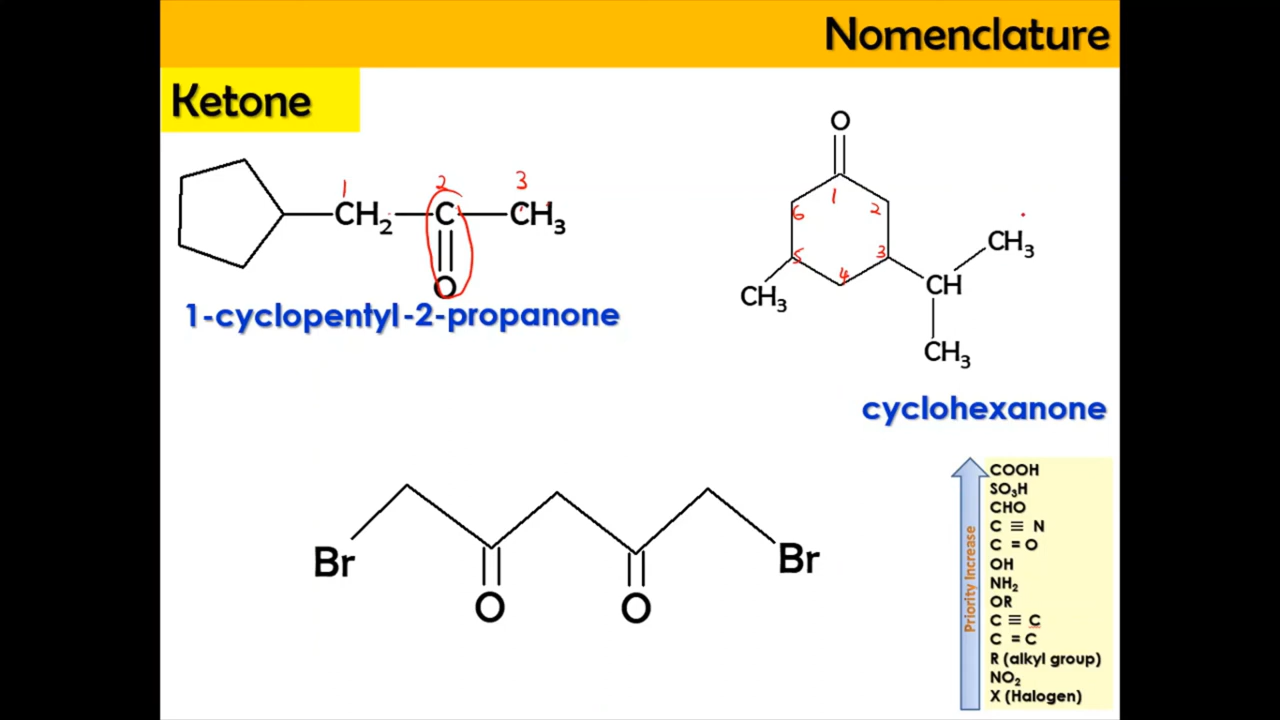 Nomenclature
Ketone
1 2 3
CH2 C CH3
O
1-cyclopentyl-2-propanone
O
1
6 2
5 3
4
CH3
CH3
CH
CH3
cyclohexanone
Br Br
O O
Priority Increase
COOH
SO3H
CHO
C ≡ N
C = O
OH
NH2
OR
C ≡ C
C = C
R (alkyl group)
NO2
X (Halogen)